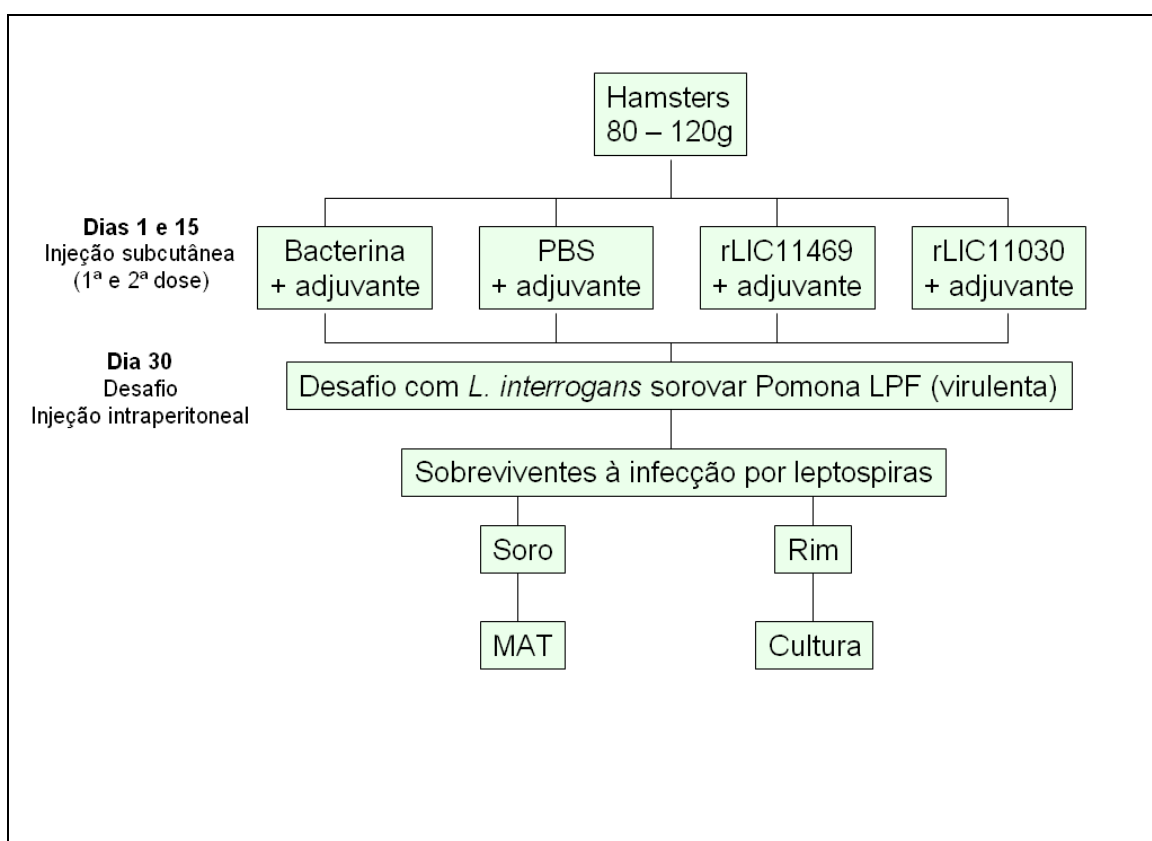 Hamsters
80 – 120g
Dias 1 e 15
Injeção subcutânea
(1ª e 2ª dose)
Bacterina
+ adjuvante
PBS
+ adjuvante
rLIC11469
+ adjuvante
rLIC11030
+ adjuvante
Dia 30
Desafio
Injeção intraperitoneal
Desafio com L. interrogans sorovar Pomona LPF (virulenta)
Sobreviventes à infecção por leptospiras
Soro
Rim
MAT
Cultura